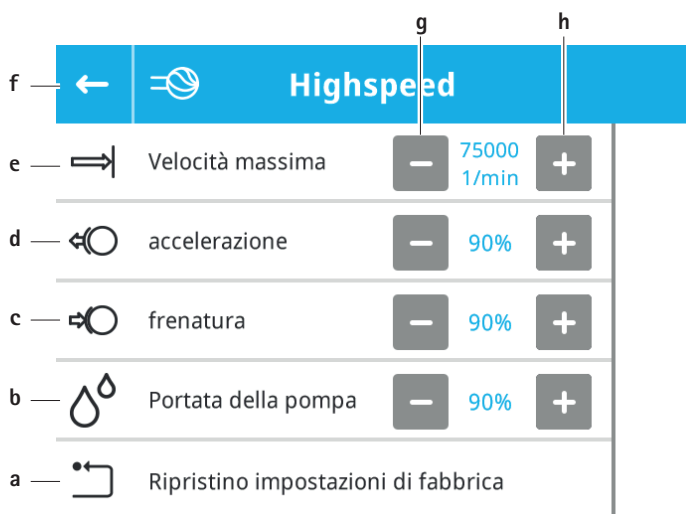 g h
f ← Highspeed
e Velocità massima − 75000 1/min +
d accelerazione − 90% +
c frenatura − 90% +
b Portata della pompa − 90% +
a Ripristino impostazioni di fabbrica